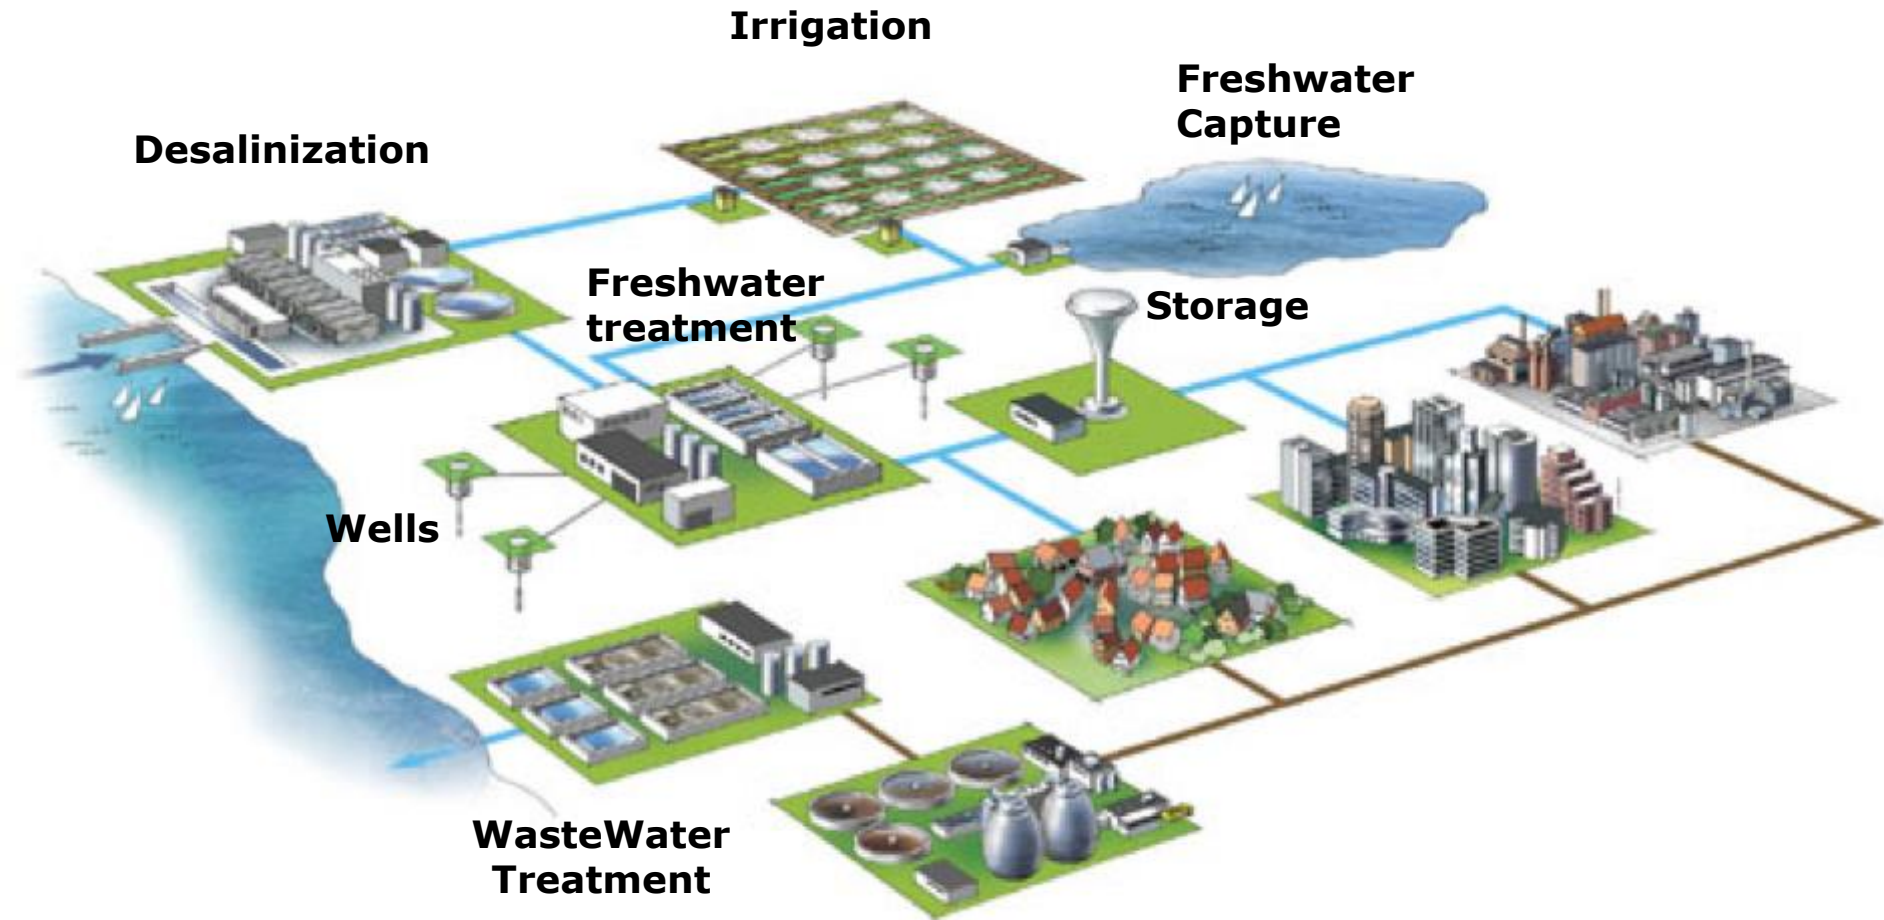 Irrigation
Freshwater
Capture
Desalinization
Freshwater
treatment
Storage
Wells
WasteWater
Treatment